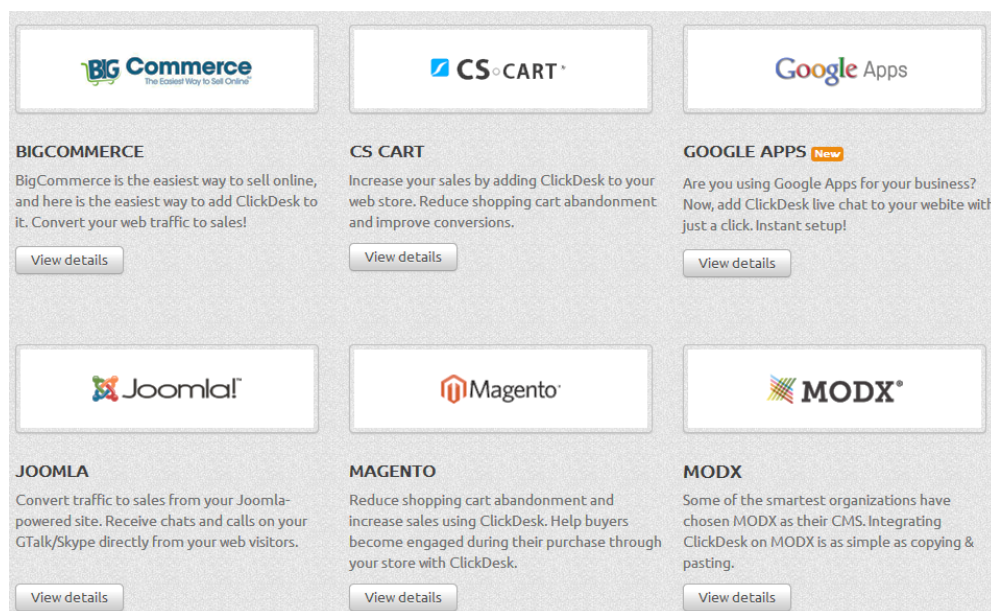 BIG Commerce
The Easiest Way to Sell Online™
CS CART
Google Apps
BIGCOMMERCE
BigCommerce is the easiest way to sell online,
and here is the easiest way to add ClickDesk to
it. Convert your web traffic to sales!
View details
CS CART
Increase your sales by adding ClickDesk to your
web store. Reduce shopping cart abandonment
and improve conversions.
View details
GOOGLE APPS New
Are you using Google Apps for your business?
Now, add ClickDesk live chat to your webite with
just a click. Instant setup!
View details
Joomla!™
Magento
MODX®
JOOMLA
Convert traffic to sales from your Joomla-
powered site. Receive chats and calls on your
GTalk/Skype directly from your web visitors.
View details
MAGENTO
Reduce shopping cart abandonment and
increase sales using ClickDesk. Help buyers
become engaged during their purchase through
your store with ClickDesk.
View details
MODX
Some of the smartest organizations have
chosen MODX as their CMS. Integrating
ClickDesk on MODX is as simple as copying &
pasting.
View details